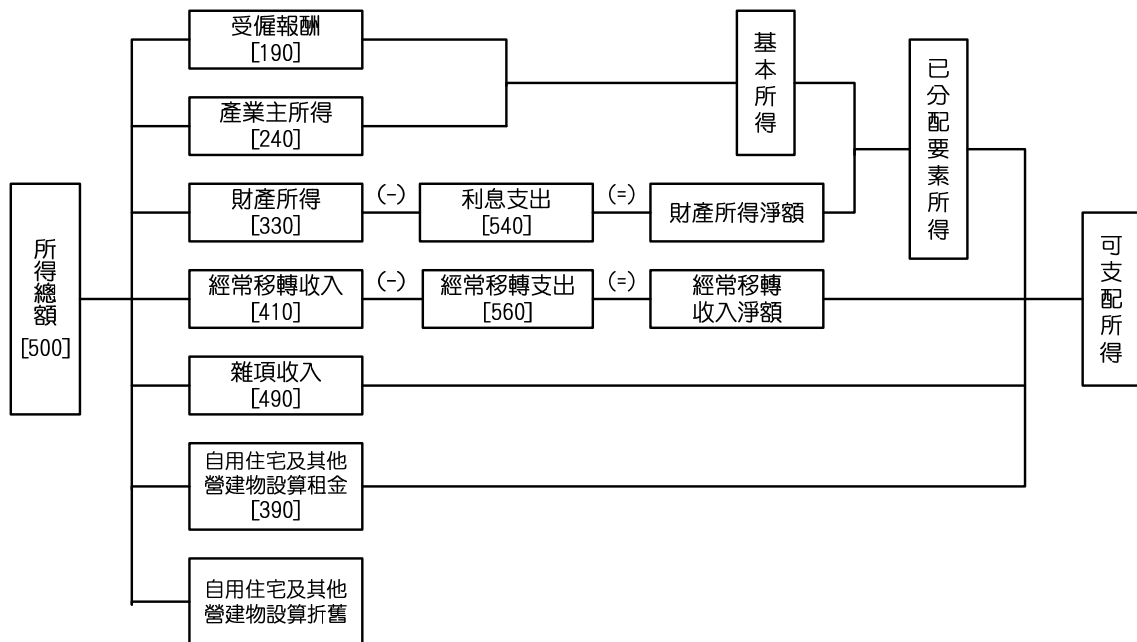 受僱報酬
[190]
產業主所得
[240]
基本所得
已分配要素所得
財產所得
[330]
(-)
利息支出
[540]
(=)
財產所得淨額
所得總額
[500]
經常移轉收入
[410]
(-)
經常移轉支出
[560]
(=)
經常移轉
收入淨額
可支配所得
雜項收入
[490]
自用住宅及其他
營建物設算租金
[390]
自用住宅及其他
營建物設算折舊